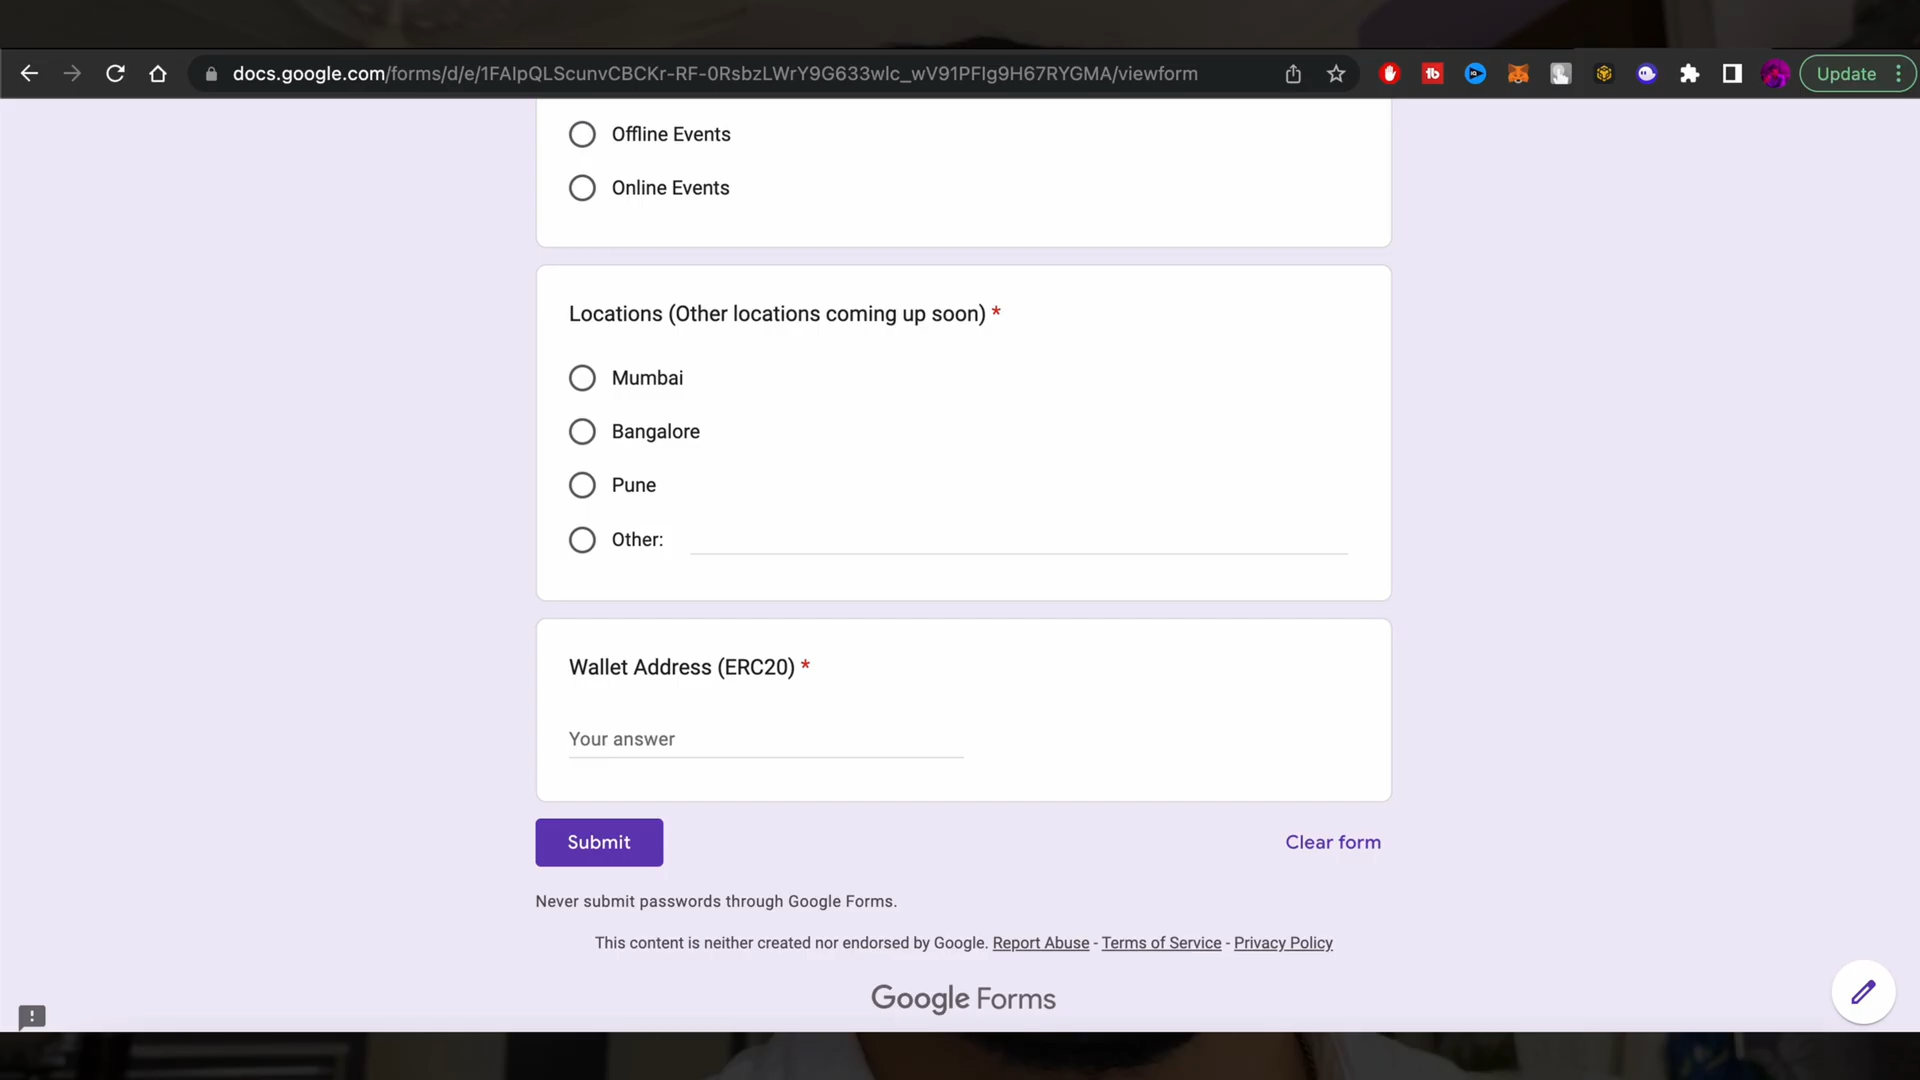 docs.google.com/forms/d/e/1FAIpQLScunvCBCKr-RF-0RsbzLWrY9G633wlc_wV91PFIg9H67RYGMA/viewform
Update
Offline Events
Online Events
Locations (Other locations coming up soon) *
Mumbai
Bangalore
Pune
Other:
Wallet Address (ERC20) *
Your answer
Submit
Clear form
Never submit passwords through Google Forms.
This content is neither created nor endorsed by Google. Report Abuse - Terms of Service - Privacy Policy
Google Forms